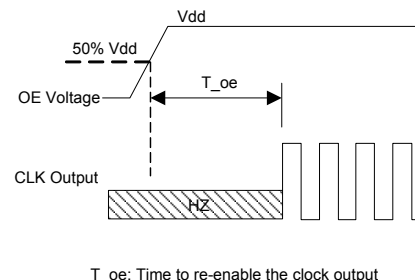 Vdd
50% Vdd
T_oe
OE Voltage
CLK Output
HZ
T_oe: Time to re-enable the clock output